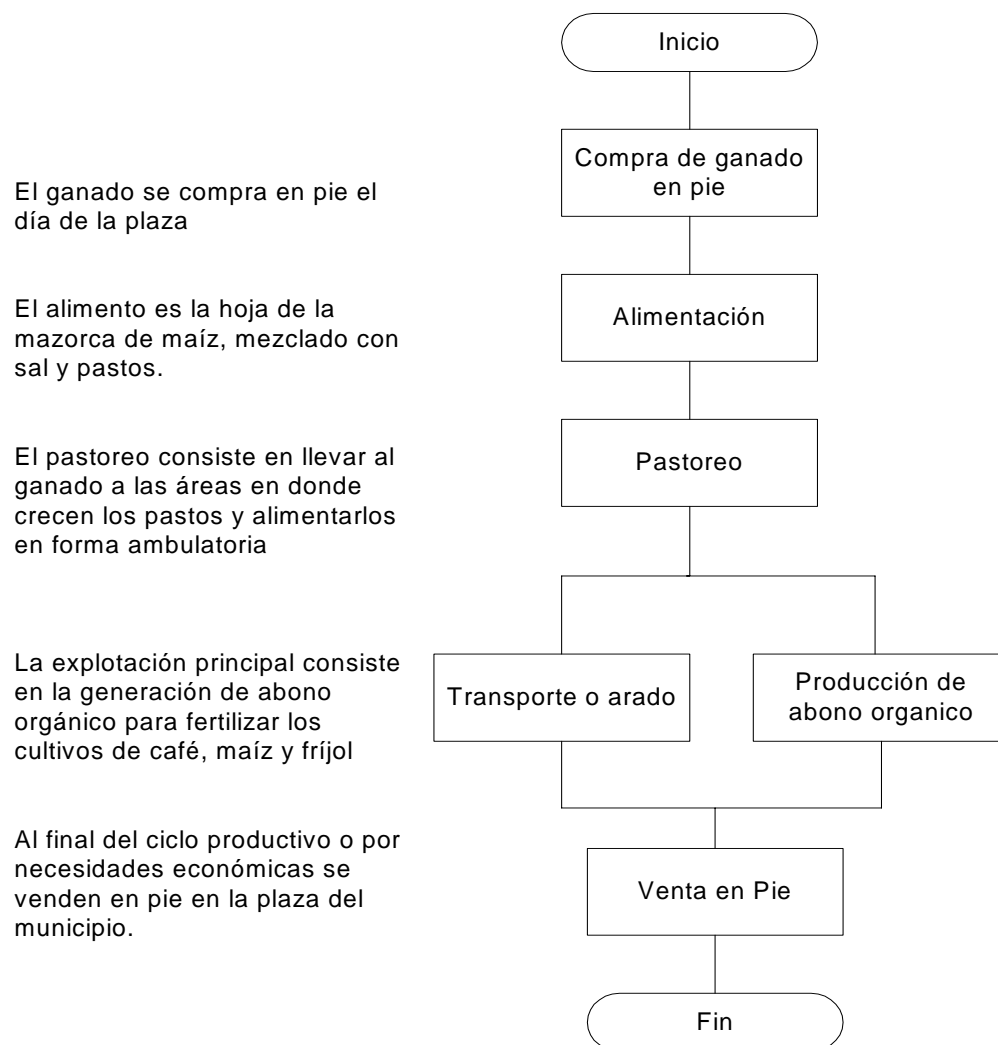 Inicio
Compra de ganado
en pie
El ganado se compra en pie el
día de la plaza
El alimento es la hoja de la
mazorca de maíz, mezclado con
sal y pastos.
Alimentación
El pastoreo consiste en llevar al
ganado a las áreas en donde
crecen los pastos y alimentarlos
en forma ambulatoria
Pastoreo
La explotación principal consiste
en la generación de abono
orgánico para fertilizar los
cultivos de café, maíz y fríjol
Transporte o arado
Producción de
abono organico
Al final del ciclo productivo o por
necesidades económicas se
venden en pie en la plaza del
municipio.
Venta en Pie
Fin